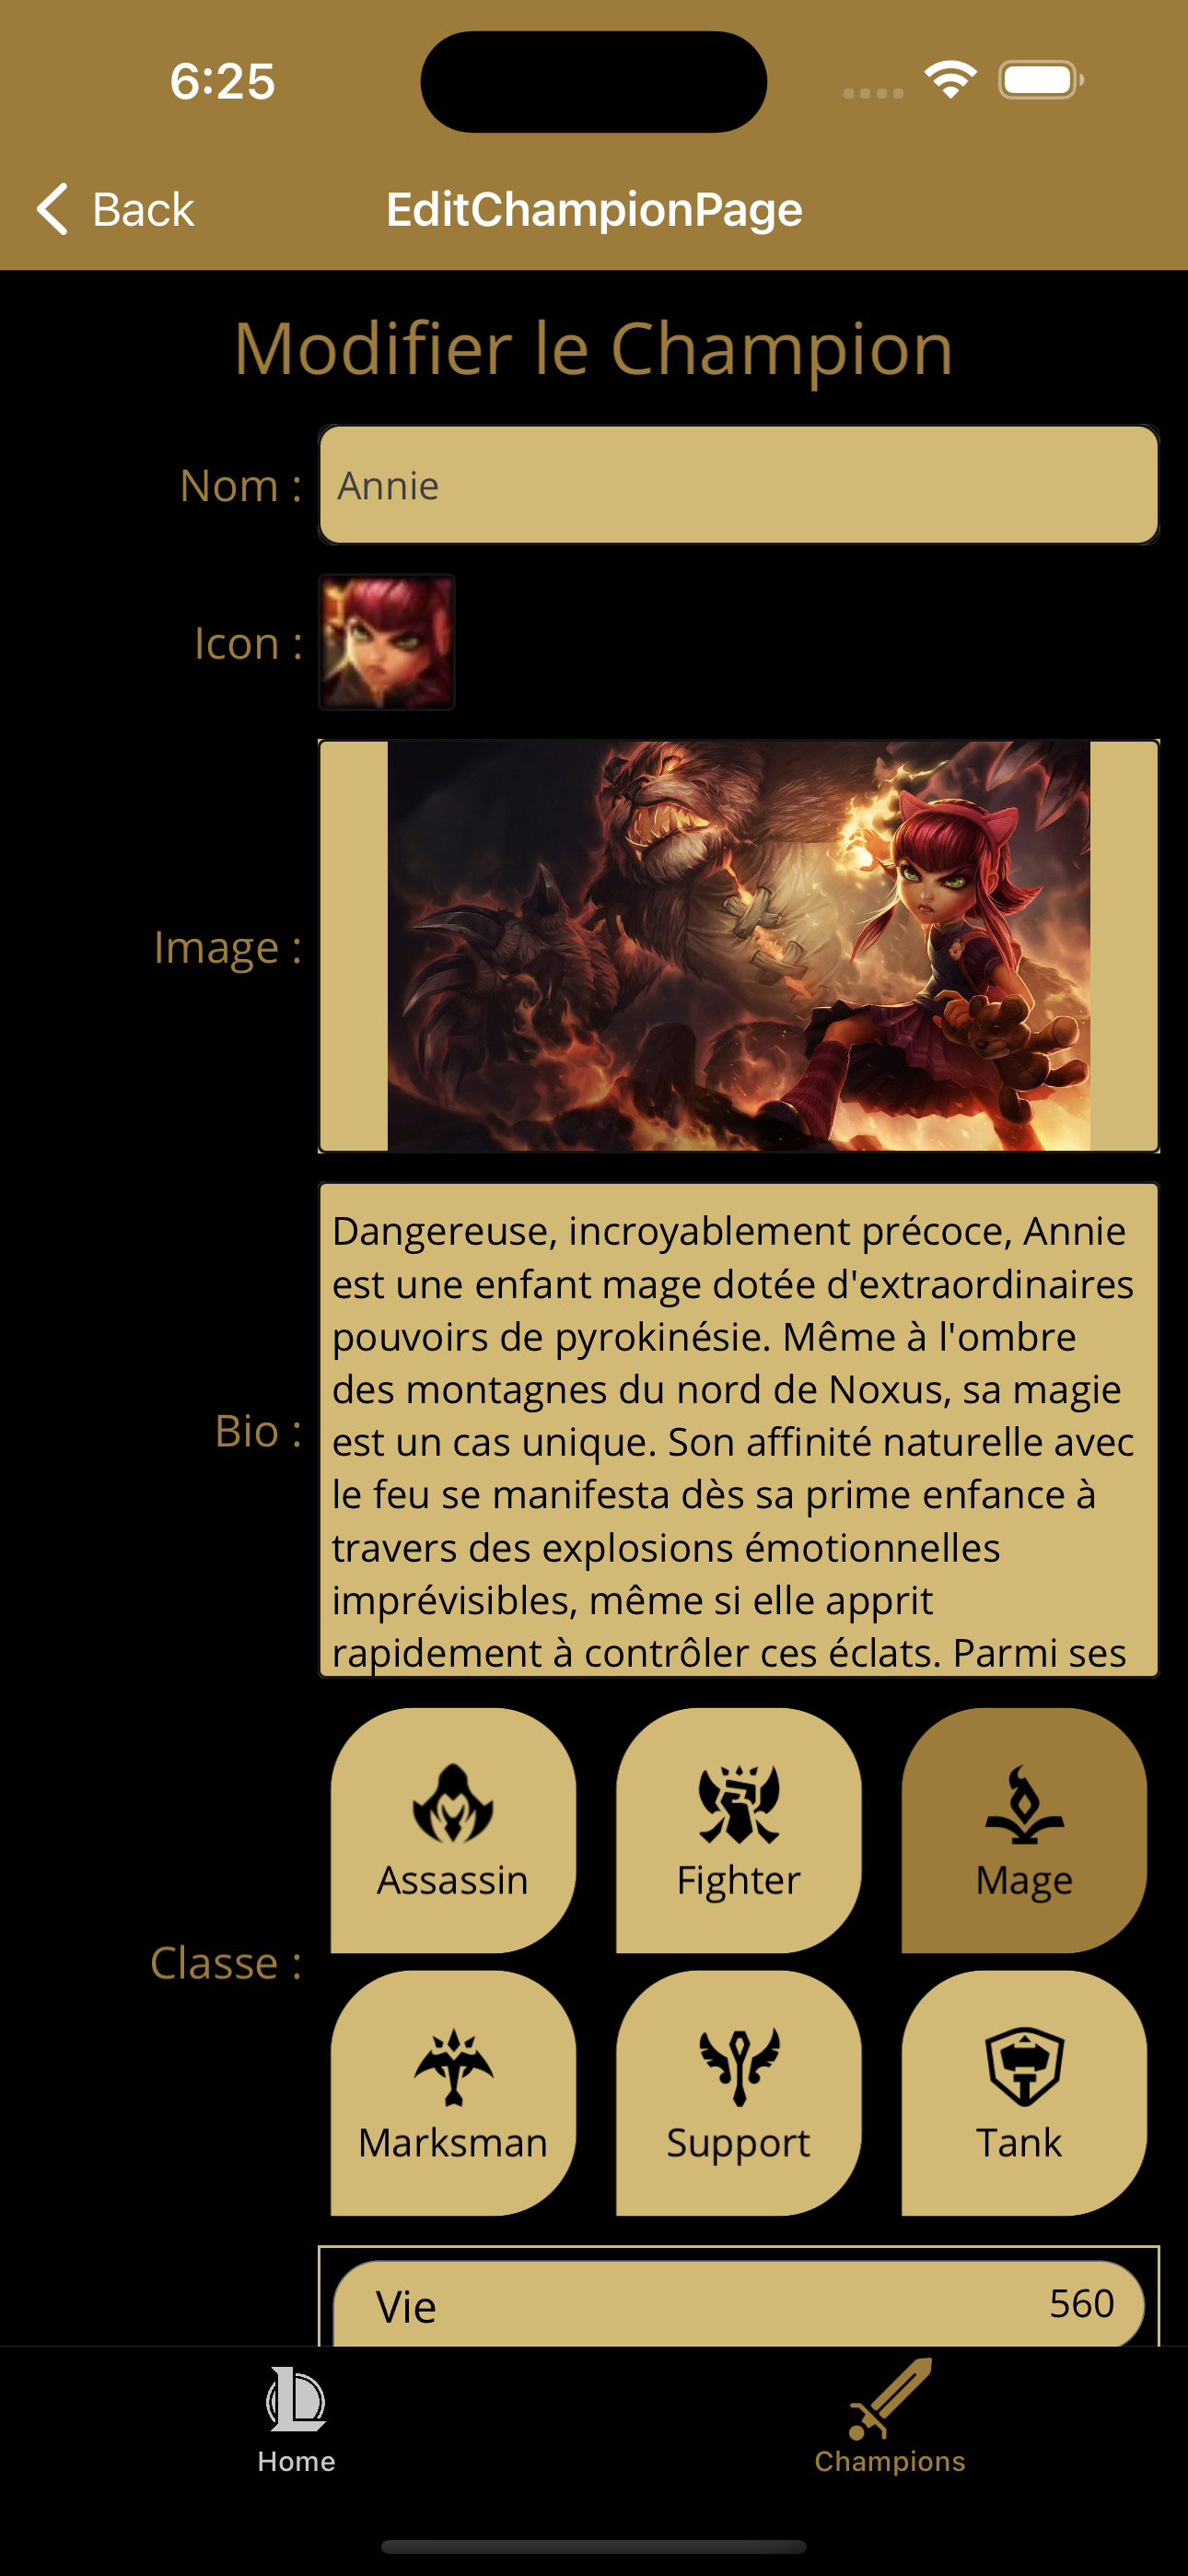 6:25
Back
EditChampionPage
Modifier le Champion
Nom :
Annie
Icon :
Image :
Bio :
Dangereuse, incroyablement précoce, Annie
est une enfant mage dotée d'extraordinaires
pouvoirs de pyrokinésie. Même à l'ombre
des montagnes du nord de Noxus, sa magie
est un cas unique. Son affinité naturelle avec
le feu se manifesta dès sa prime enfance à
travers des explosions émotionnelles
imprévisibles, même si elle apprit
rapidement à contrôler ces éclats. Parmi ses
Classe :
Assassin
Fighter
Mage
Marksman
Support
Tank
Vie
560
Home
Champions